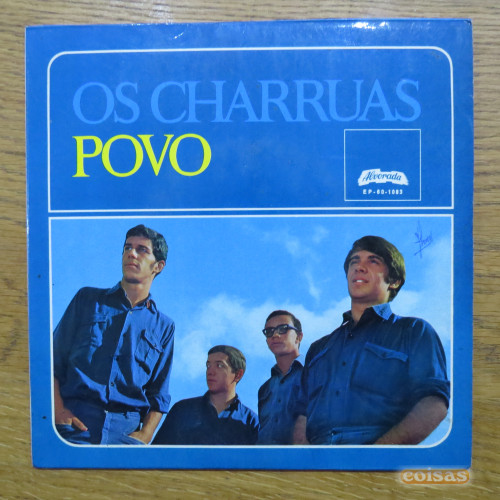 OS CHARRUAS
POVO
Alvorada
coisas